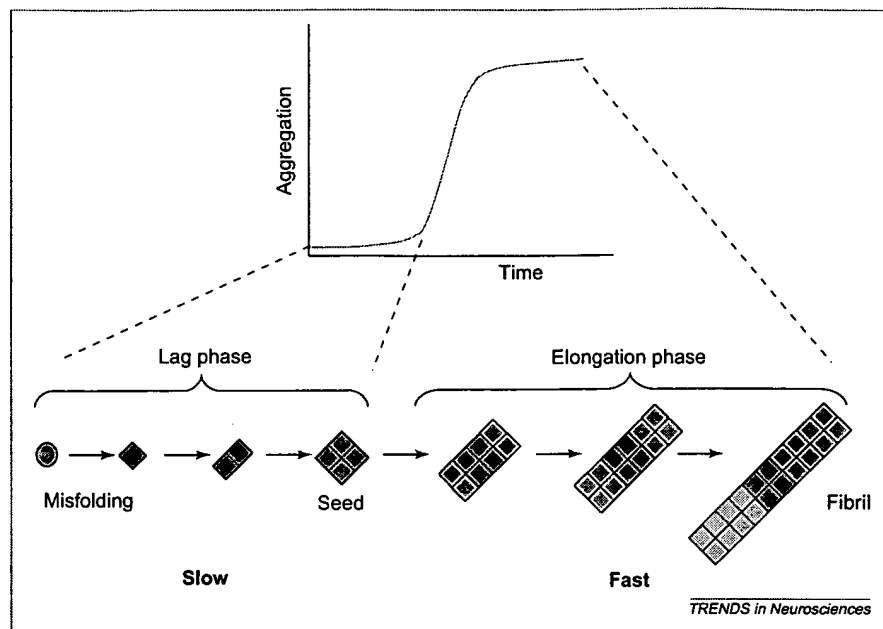 Aggregation
Time
Lag phase
Elongation phase
Misfolding
Seed
Fibril
Slow
Fast
TRENDS in Neurosciences